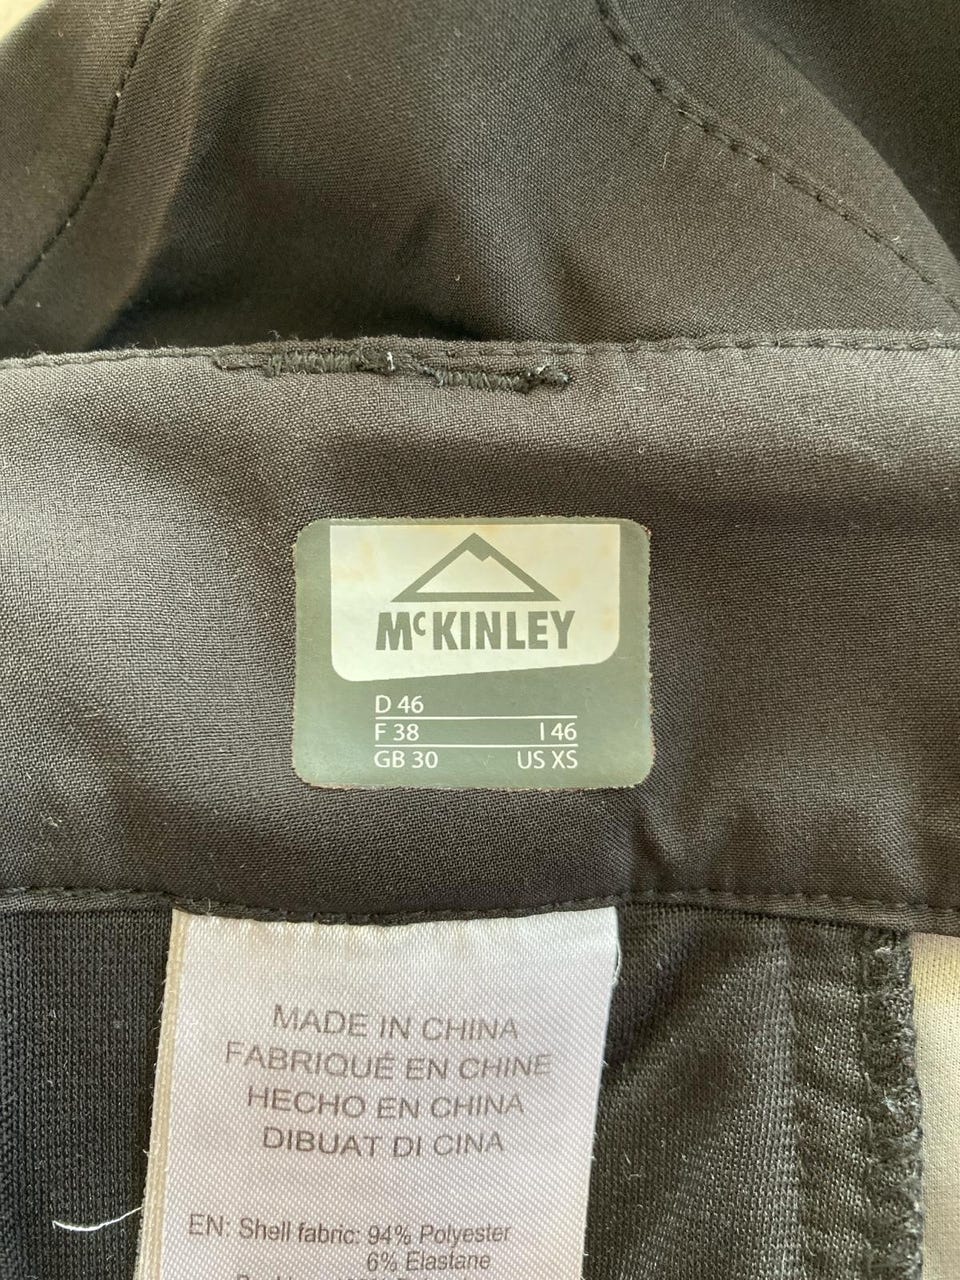 McKINLEY
D 46
F 38 I 46
GB 30 US XS
MADE IN CHINA
FABRIQUÉ EN CHINE
HECHO EN CHINA
DIBUAT DI CINA
EN: Shell fabric: 94% Polyester
6% Elastane